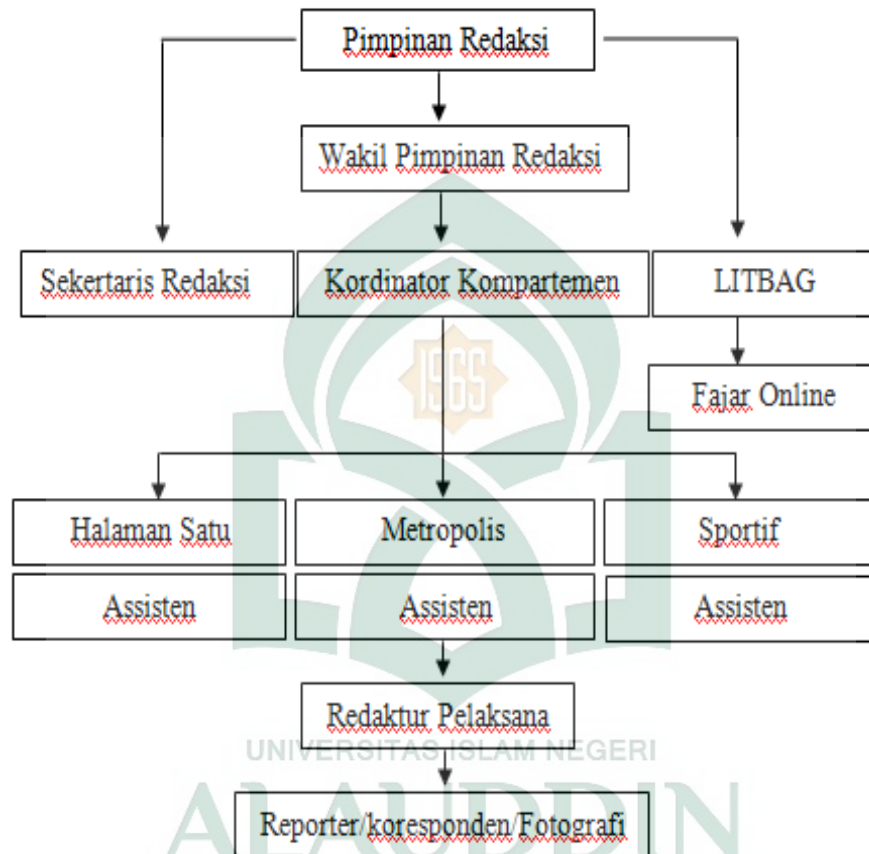 Pimpinan Redaksi
Wakil Pimpinan Redaksi
Sekertaris Redaksi
Kordinator Kompartemen
LITBAG
1965
Fajar Online
Halaman Satu
Metropolis
Sportif
Assisten
Assisten
Assisten
Redaktur Pelaksana
UNIVERSITAS ISLAM NEGERI
ALAUDDIN
Reporter/koresponden/Fotografi